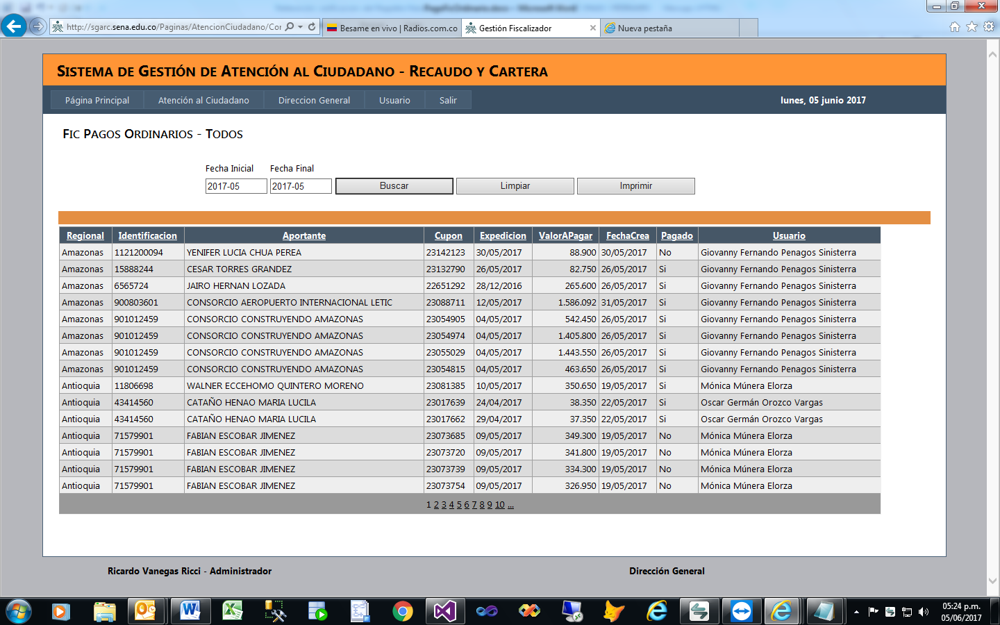 http://sgarc.sena.edu.co/Paginas/AtencionCiudadano/Cor
Besame en vivo | Radios.com.co
Gestión Fiscalizador
Nueva pestaña
Sistema de Gestión de Atención al Ciudadano - Recaudo y Cartera
Página Principal Atención al Ciudadano Direccion General Usuario Salir lunes, 05 junio 2017
Fic Pagos Ordinarios - Todos
Fecha Inicial Fecha Final
2017-05 2017-05 Buscar Limpiar Imprimir
Regional Identificacion Aportante Cupon Expedicion ValorAPagar FechaCrea Pagado Usuario
Amazonas 1121200094 YENIFER LUCIA CHUA PEREA 23142123 30/05/2017 88.900 30/05/2017 No Giovanny Fernando Penagos Sinisterra
Amazonas 15888244 CESAR TORRES GRANDEZ 23132790 26/05/2017 82.750 26/05/2017 Si Giovanny Fernando Penagos Sinisterra
Amazonas 6565724 JAIRO HERNAN LOZADA 22651292 28/12/2016 265.600 26/05/2017 Si Giovanny Fernando Penagos Sinisterra
Amazonas 900803601 CONSORCIO AEROPUERTO INTERNACIONAL LETIC 23088711 12/05/2017 1.586.092 31/05/2017 Si Giovanny Fernando Penagos Sinisterra
Amazonas 901012459 CONSORCIO CONSTRUYENDO AMAZONAS 23054905 04/05/2017 542.450 26/05/2017 Si Giovanny Fernando Penagos Sinisterra
Amazonas 901012459 CONSORCIO CONSTRUYENDO AMAZONAS 23054974 04/05/2017 1.405.800 26/05/2017 Si Giovanny Fernando Penagos Sinisterra
Amazonas 901012459 CONSORCIO CONSTRUYENDO AMAZONAS 23055029 04/05/2017 1.443.550 26/05/2017 Si Giovanny Fernando Penagos Sinisterra
Amazonas 901012459 CONSORCIO CONSTRUYENDO AMAZONAS 23054815 04/05/2017 463.650 26/05/2017 Si Giovanny Fernando Penagos Sinisterra
Antioquia 11806698 WALNER ECCEHOMO QUINTERO MORENO 23081385 10/05/2017 350.650 19/05/2017 Si Mónica Múnera Elorza
Antioquia 43414560 CATAÑO HENAO MARIA LUCILA 23017639 24/04/2017 38.350 22/05/2017 Si Oscar Germán Orozco Vargas
Antioquia 43414560 CATAÑO HENAO MARIA LUCILA 23017662 29/04/2017 37.350 22/05/2017 Si Oscar Germán Orozco Vargas
Antioquia 71579901 FABIAN ESCOBAR JIMENEZ 23073685 09/05/2017 349.300 19/05/2017 No Mónica Múnera Elorza
Antioquia 71579901 FABIAN ESCOBAR JIMENEZ 23073720 09/05/2017 341.800 19/05/2017 No Mónica Múnera Elorza
Antioquia 71579901 FABIAN ESCOBAR JIMENEZ 23073739 09/05/2017 334.300 19/05/2017 No Mónica Múnera Elorza
Antioquia 71579901 FABIAN ESCOBAR JIMENEZ 23073754 09/05/2017 326.950 19/05/2017 No Mónica Múnera Elorza
1 2 3 4 5 6 7 8 9 10 ...
Ricardo Vanegas Ricci - Administrador Dirección General
05:24 p.m.
05/06/2017